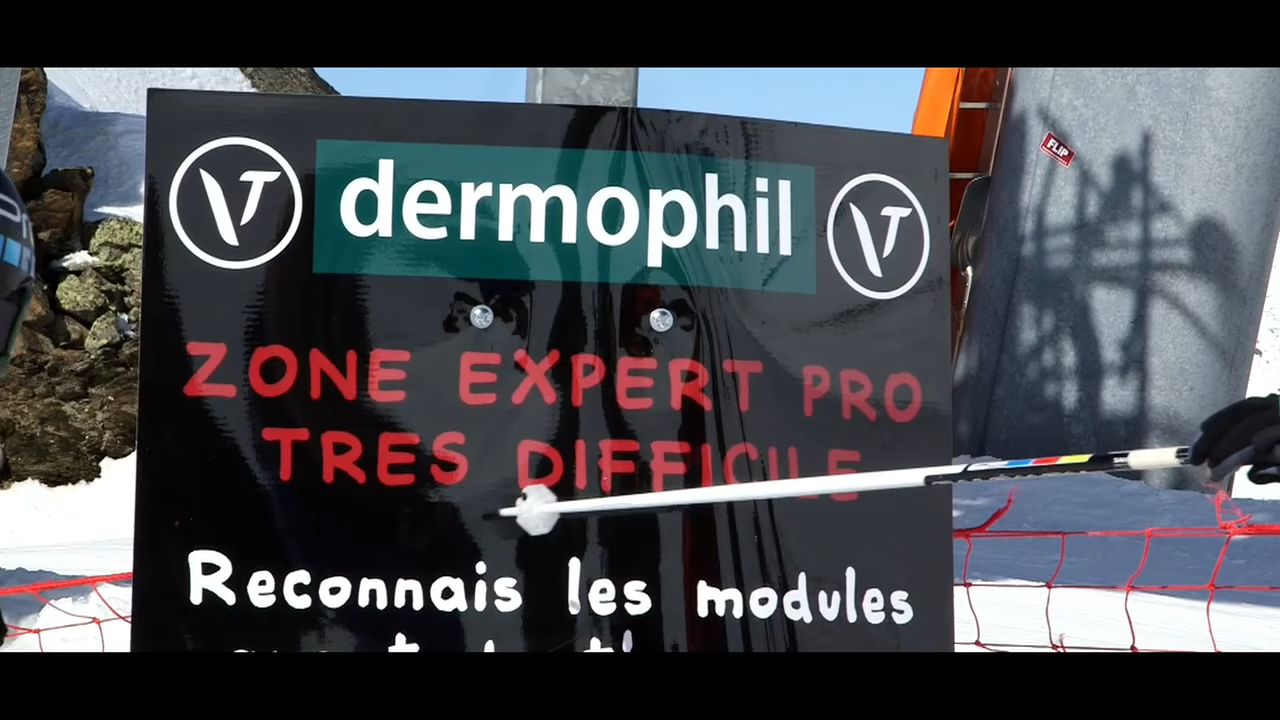 dermophil
FLIP
ZONE EXPERT PRO
TRES DIFFICILE
Reconnais les modules